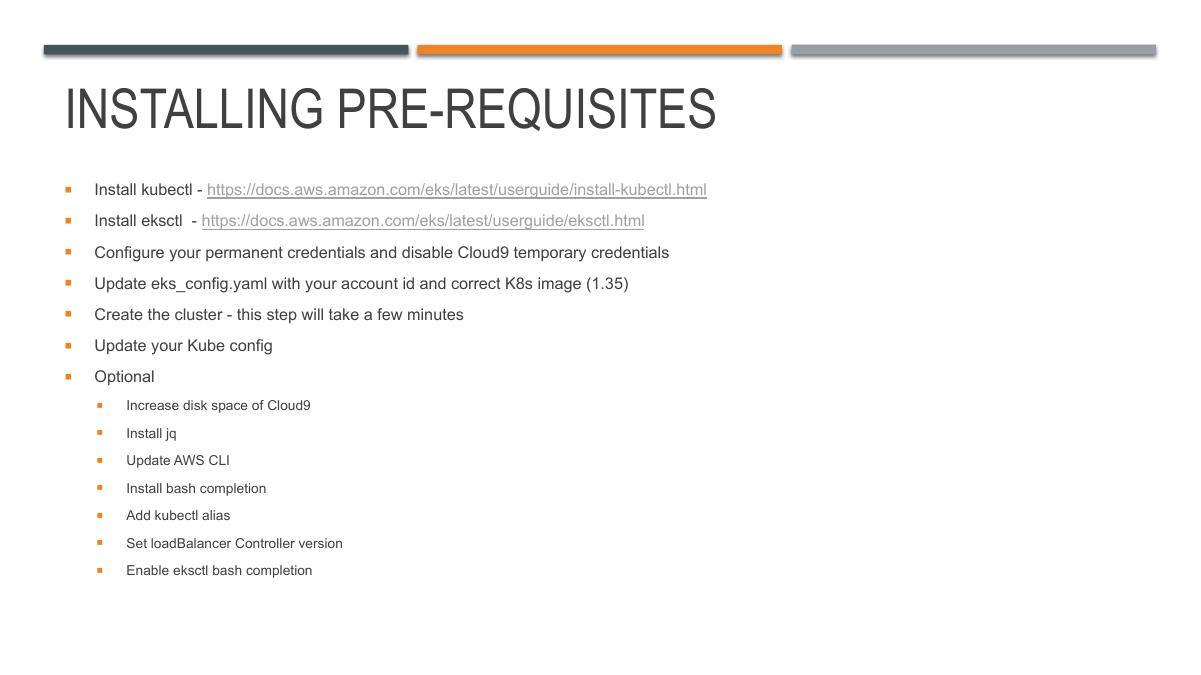 INSTALLING PRE-REQUISITES
Install kubectl - https://docs.aws.amazon.com/eks/latest/userguide/install-kubectl.html
Install eksctl  - https://docs.aws.amazon.com/eks/latest/userguide/eksctl.html
Configure your permanent credentials and disable Cloud9 temporary credentials
Update eks_config.yaml with your account id and correct K8s image (1.35)
Create the cluster - this step will take a few minutes
Update your Kube config
Optional
Increase disk space of Cloud9
Install jq
Update AWS CLI
Install bash completion
Add kubectl alias
Set loadBalancer Controller version
Enable eksctl bash completion